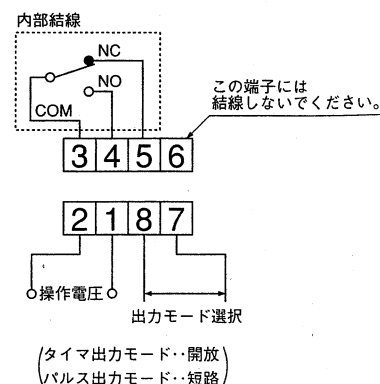 内部結線
NC
NO
COM
この端子には
結線しないでください。
3 4 5 6
2 1 8 7
操作電圧
出力モード選択
(タイマ出力モード‥開放
パルス出力モード‥短路)